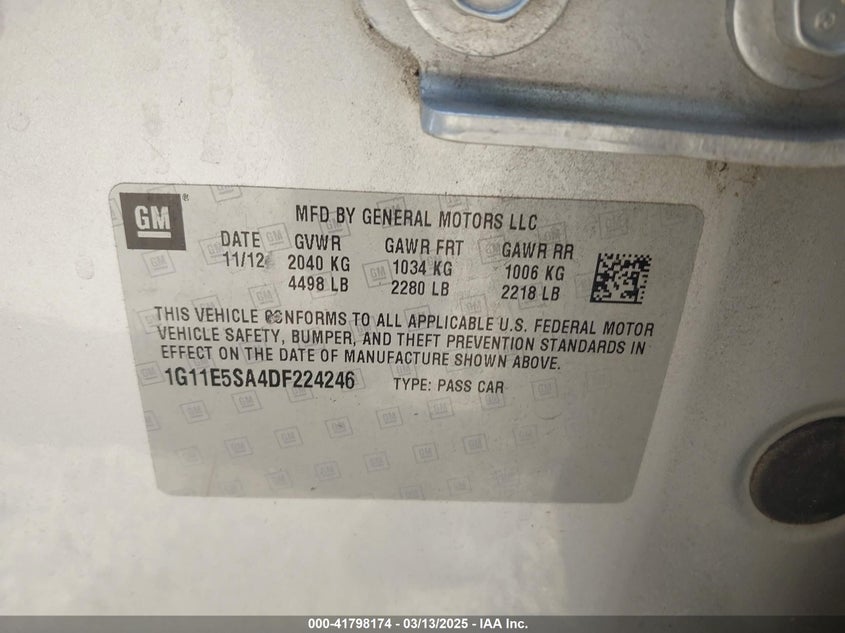 GM ®
MFD BY GENERAL MOTORS LLC
DATE GVWR GAWR FRT GAWR RR
11/12 2040 KG 1034 KG 1006 KG
4498 LB 2280 LB 2218 LB
THIS VEHICLE CONFORMS TO ALL APPLICABLE U.S. FEDERAL MOTOR
VEHICLE SAFETY, BUMPER, AND THEFT PREVENTION STANDARDS IN
EFFECT ON THE DATE OF MANUFACTURE SHOWN ABOVE.
1G11E5SA4DF224246 TYPE: PASS CAR
000-41798174 - 03/13/2025 - IAA Inc.